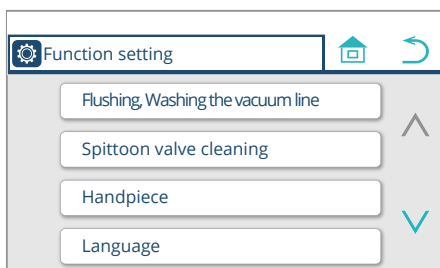 Function setting
Flushing, Washing the vacuum line
Spittoon valve cleaning
Handpiece
Language